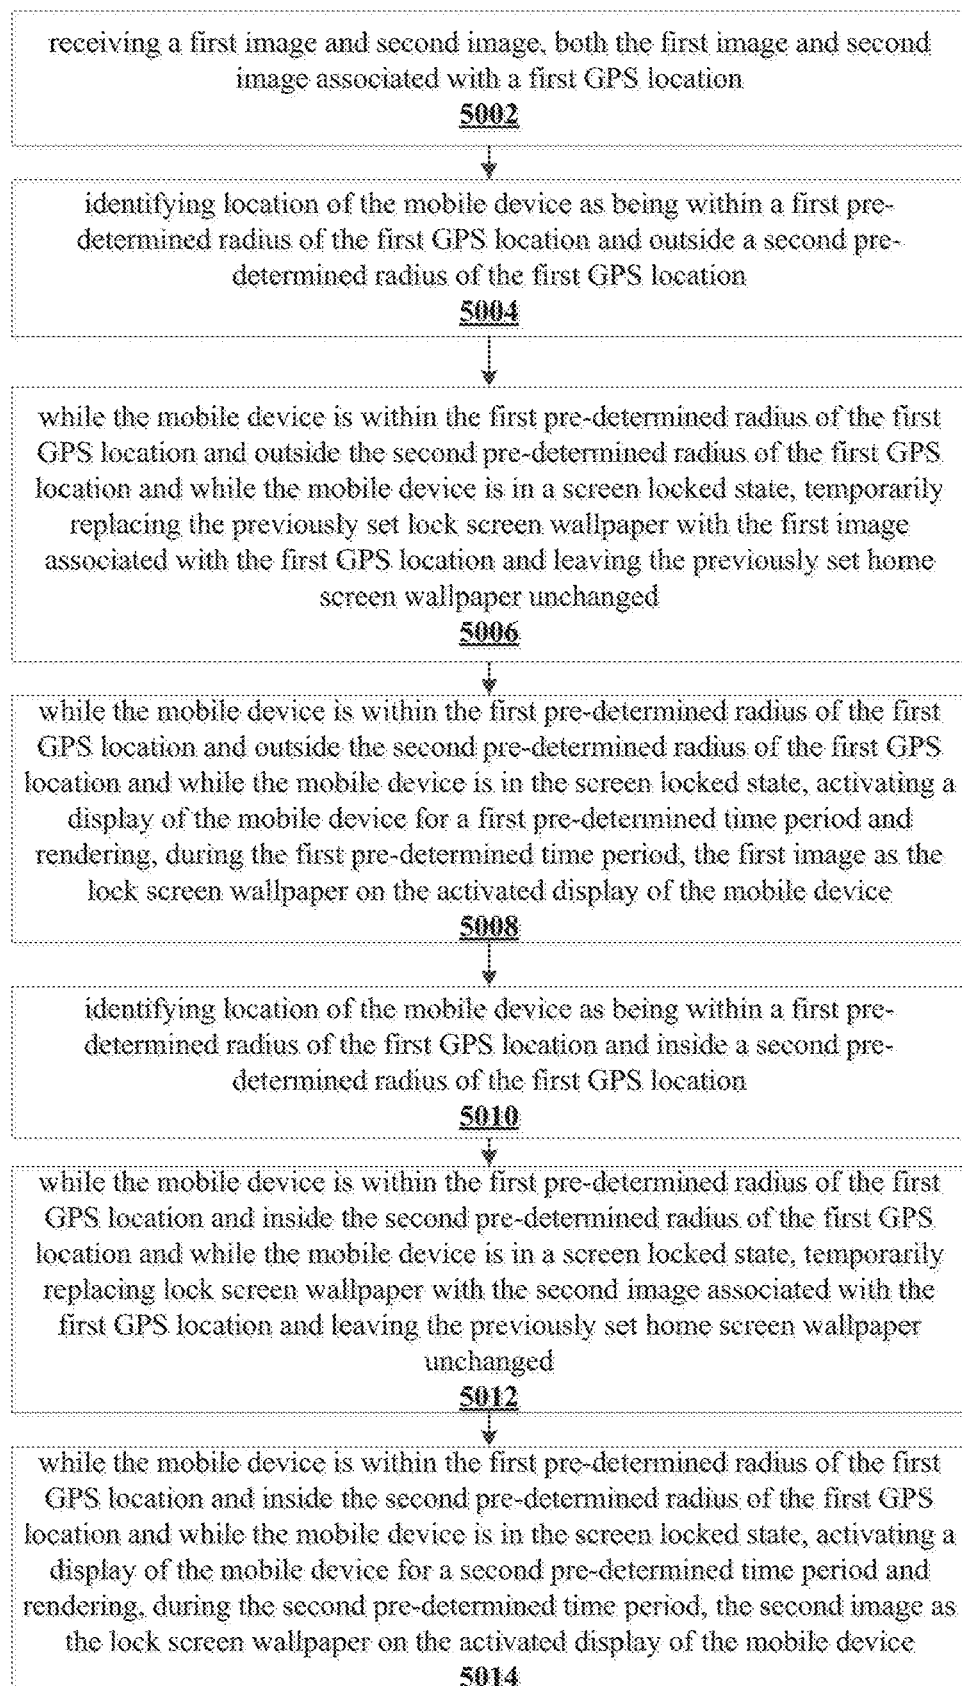 receiving a first image and second image, both the first image and second
image associated with a first GPS location
5002
identifying location of the mobile device as being within a first pre-
determined radius of the first GPS location and outside a second pre-
determined radius of the first GPS location
5004
while the mobile device is within the first pre-determined radius of the first
GPS location and outside the second pre-determined radius of the first GPS
location and while the mobile device is in a screen locked state, temporarily
replacing the previously set lock screen wallpaper with the first image
associated with the first GPS location and leaving the previously set home
screen wallpaper unchanged
5006
while the mobile device is within the first pre-determined radius of the first
GPS location and outside the second pre-determined radius of the first GPS
location and while the mobile device is in the screen locked state, activating a
display of the mobile device for a first pre-determined time period and
rendering, during the first pre-determined time period, the first image as the
lock screen wallpaper on the activated display of the mobile device
5008
identifying location of the mobile device as being within a first pre-
determined radius of the first GPS location and inside a second pre-
determined radius of the first GPS location
5010
while the mobile device is within the first pre-determined radius of the first
GPS location and inside the second pre-determined radius of the first GPS
location and while the mobile device is in a screen locked state, temporarily
replacing lock screen wallpaper with the second image associated with the
first GPS location and leaving the previously set home screen wallpaper
unchanged
5012
while the mobile device is within the first pre-determined radius of the first
GPS location and inside the second pre-determined radius of the first GPS
location and while the mobile device is in the screen locked state, activating a
display of the mobile device for a second pre-determined time period and
rendering, during the second pre-determined time period, the second image as
the lock screen wallpaper on the activated display of the mobile device
5014